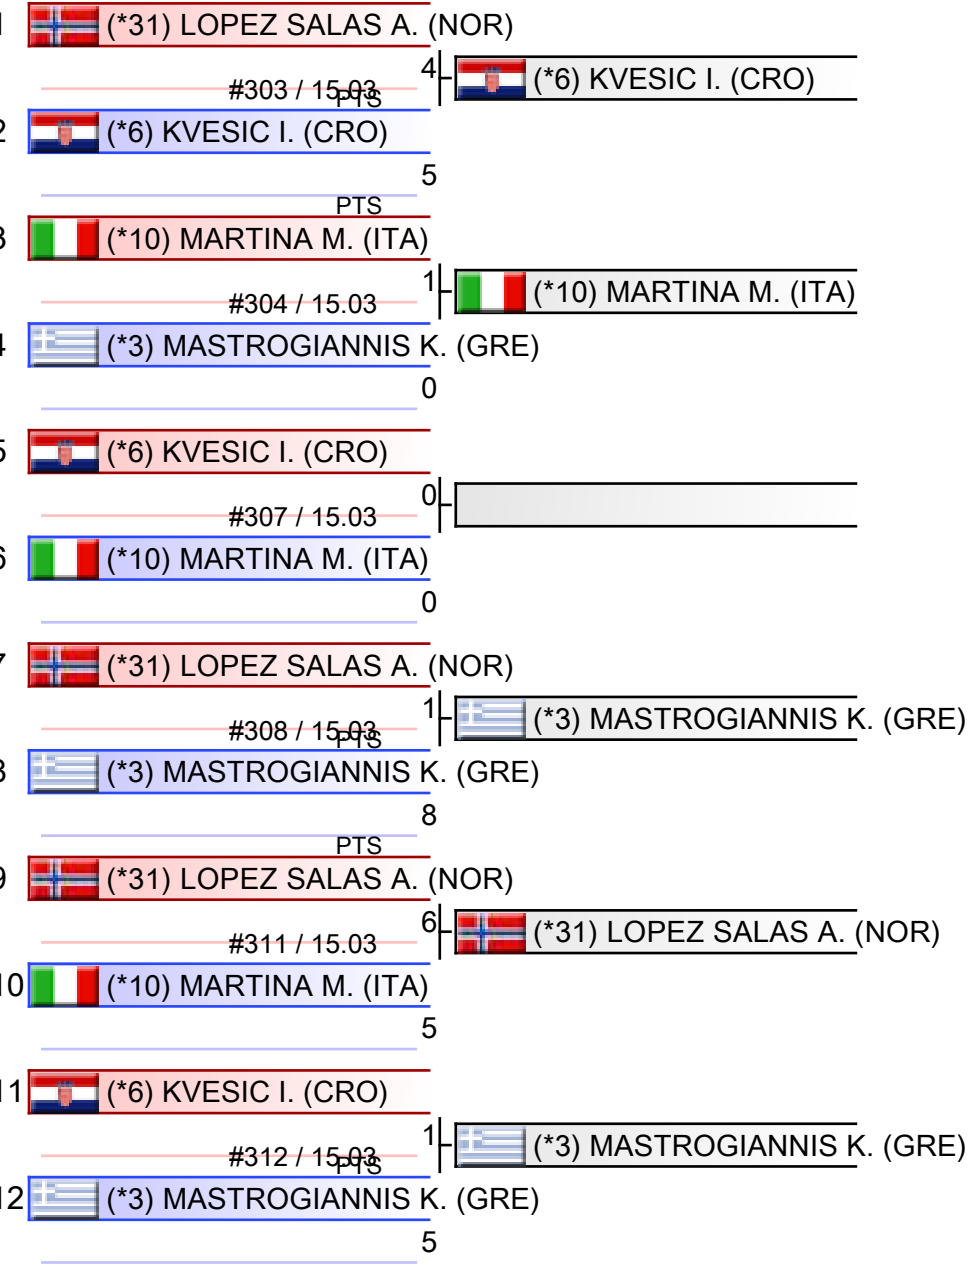 1 (*31) LOPEZ SALAS A. (NOR)
4 (*6) KVESIC I. (CRO)
#303 / 15.03
PTS
2 (*6) KVESIC I. (CRO)
5
PTS
3 (*10) MARTINA M. (ITA)
1 (*10) MARTINA M. (ITA)
#304 / 15.03
4 (*3) MASTROGIANNIS K. (GRE)
0
5 (*6) KVESIC I. (CRO)
0
#307 / 15.03
6 (*10) MARTINA M. (ITA)
0
7 (*31) LOPEZ SALAS A. (NOR)
1 (*3) MASTROGIANNIS K. (GRE)
#308 / 15.03
PTS
8 (*3) MASTROGIANNIS K. (GRE)
8
PTS
9 (*31) LOPEZ SALAS A. (NOR)
6 (*31) LOPEZ SALAS A. (NOR)
#311 / 15.03
10 (*10) MARTINA M. (ITA)
5
11 (*6) KVESIC I. (CRO)
1 (*3) MASTROGIANNIS K. (GRE)
#312 / 15.03
PTS
12 (*3) MASTROGIANNIS K. (GRE)
5